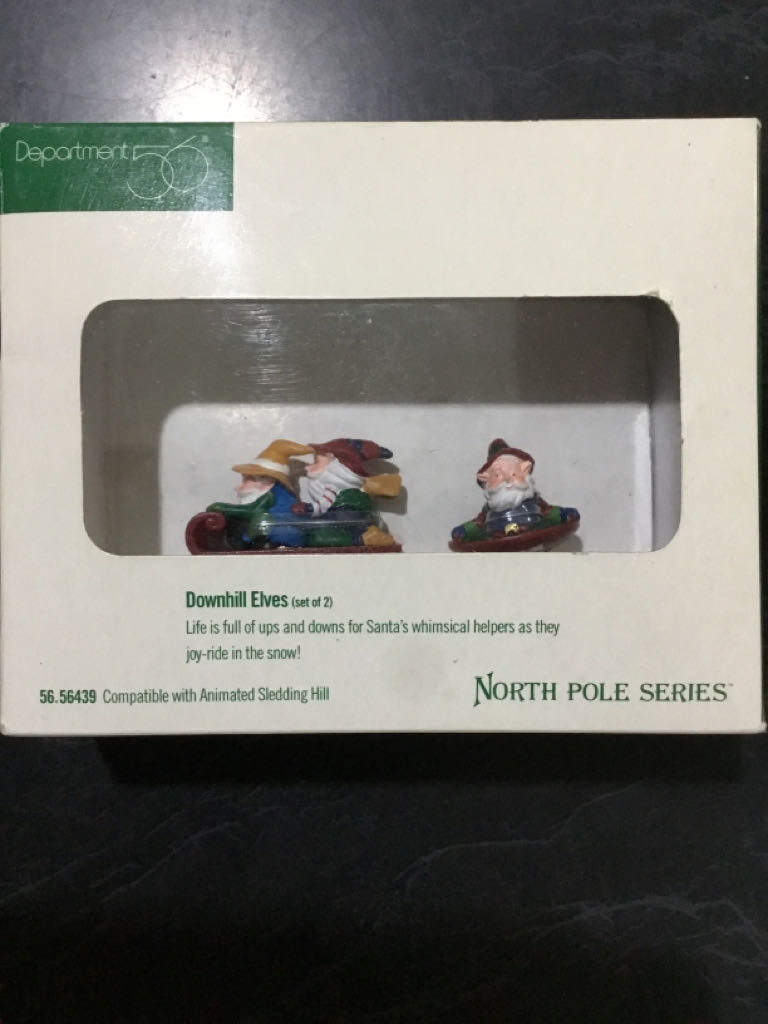 Department 56®
Downhill Elves (set of 2)
Life is full of ups and downs for Santa's whimsical helpers as they
joy-ride in the snow!
56.56439 Compatible with Animated Sledding Hill
NORTH POLE SERIES™